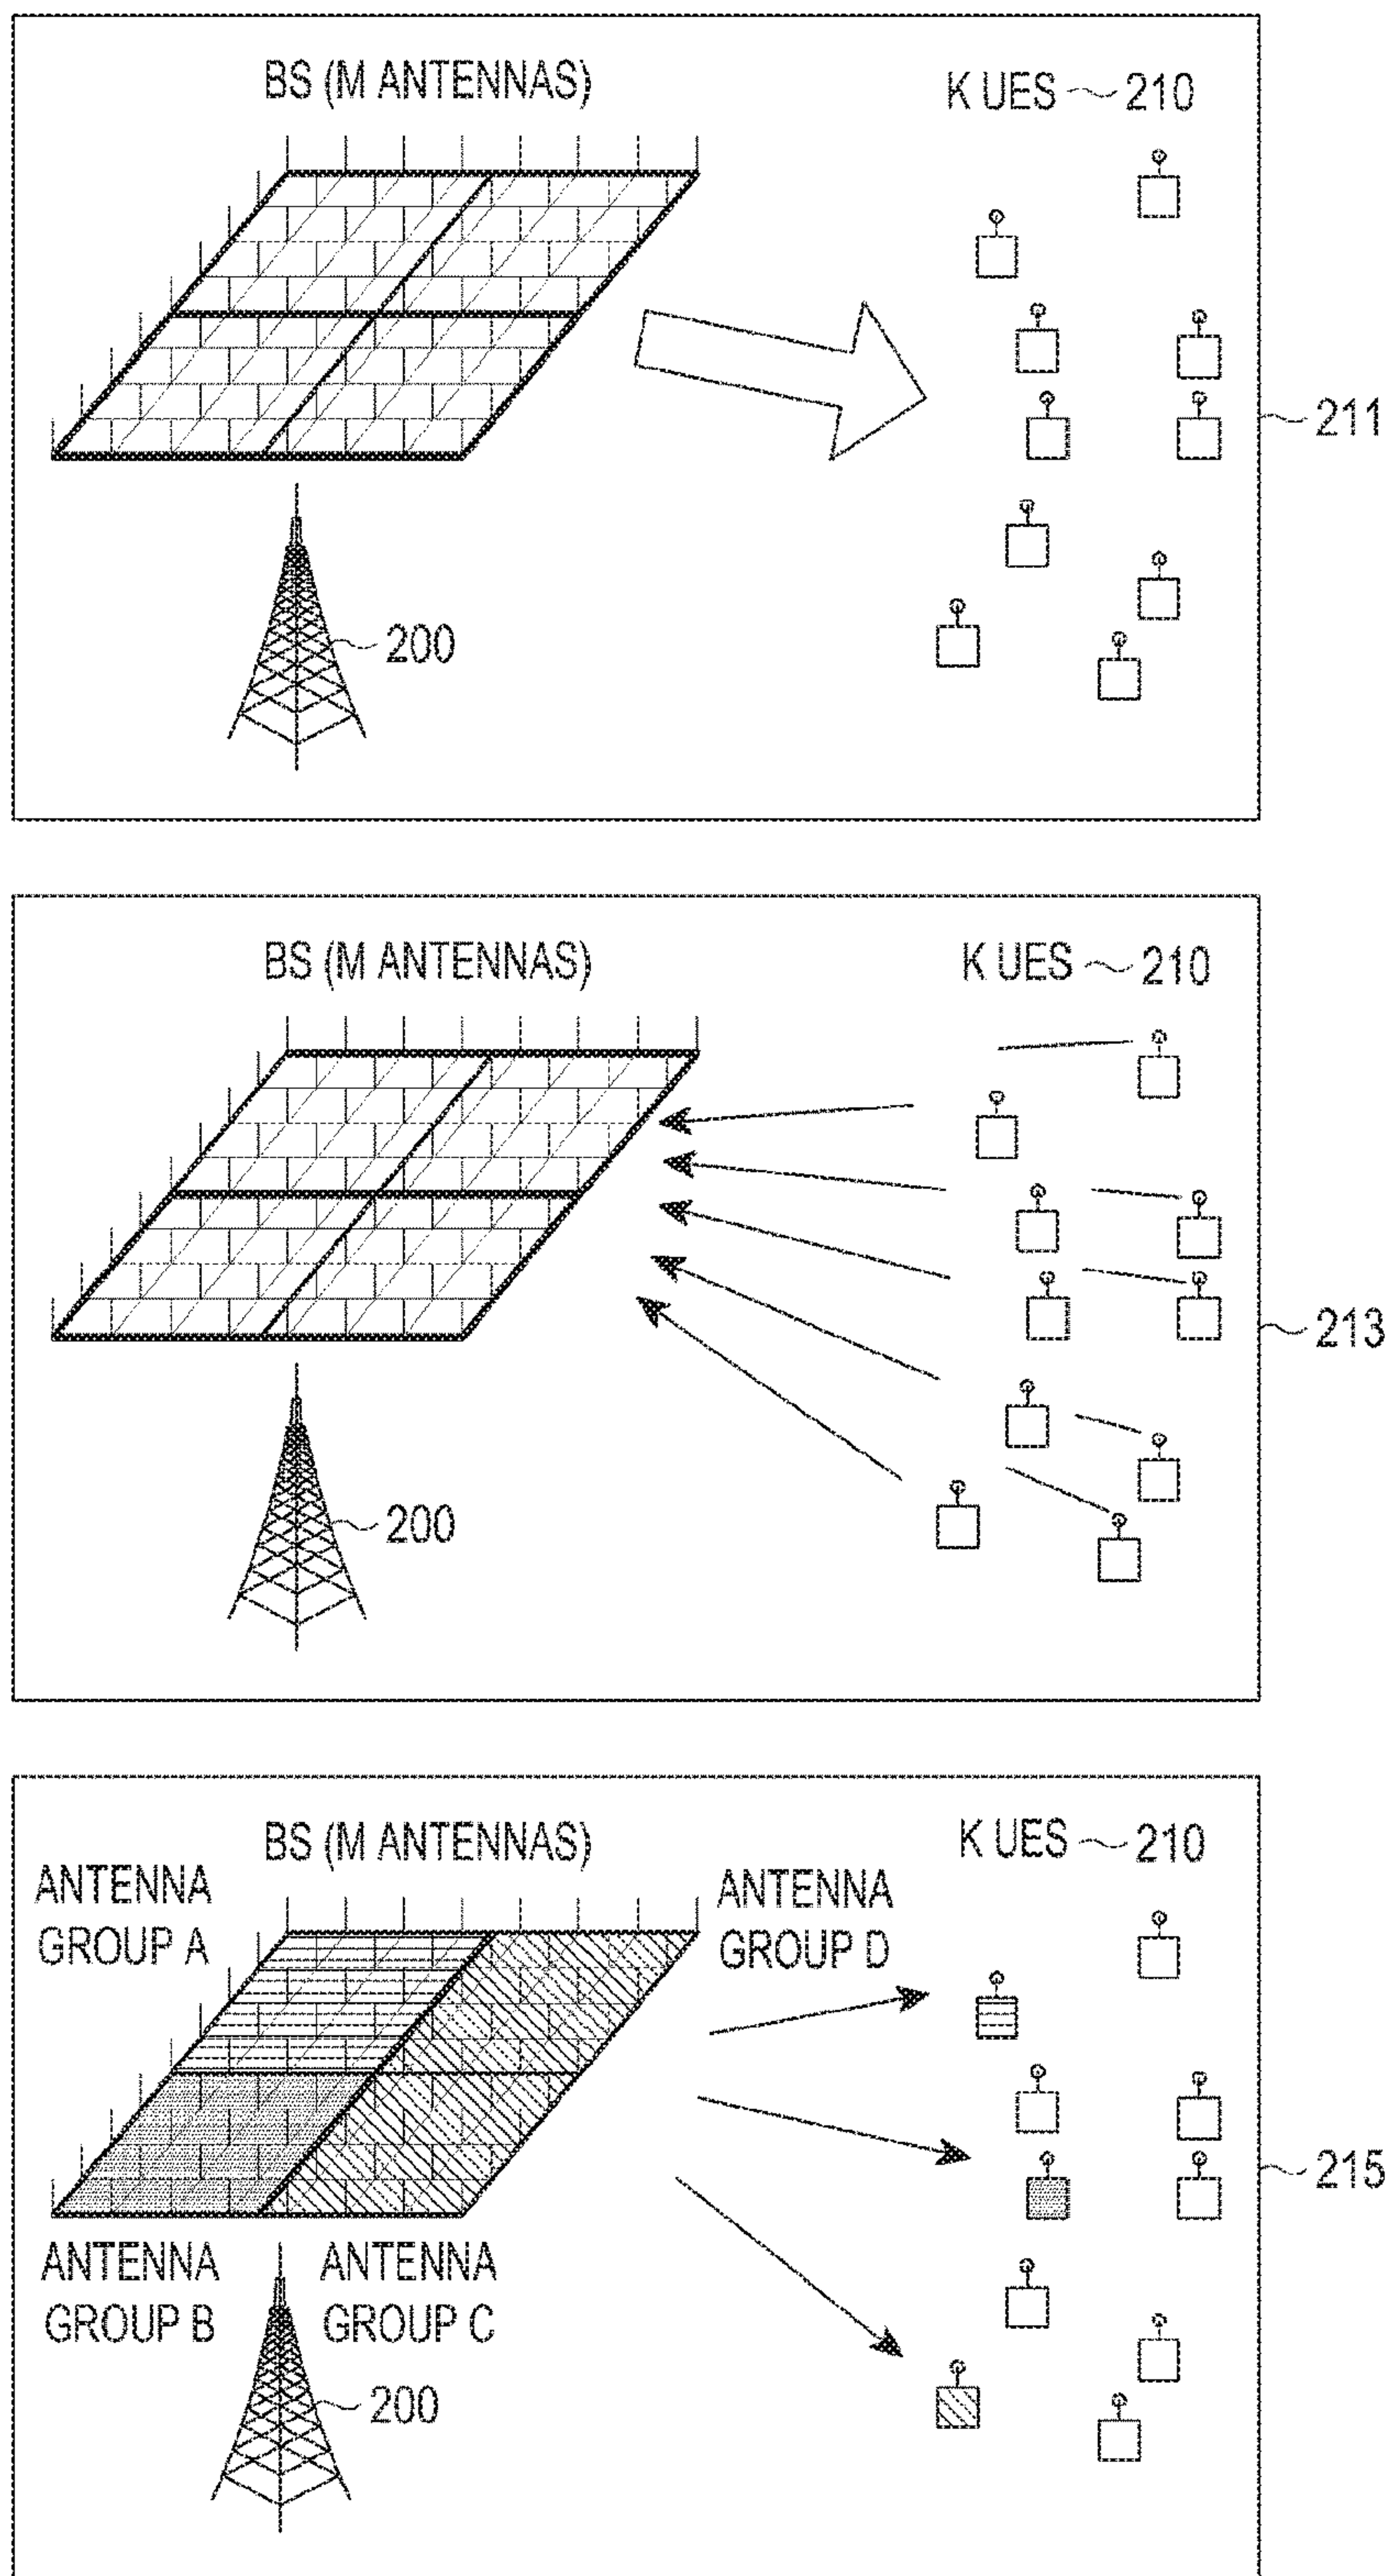 BS (M ANTENNAS)
K UES 210
211
200
BS (M ANTENNAS)
K UES 210
213
200
BS (M ANTENNAS)
K UES 210
ANTENNA
GROUP A
ANTENNA
GROUP D
215
ANTENNA
GROUP B
ANTENNA
GROUP C
200